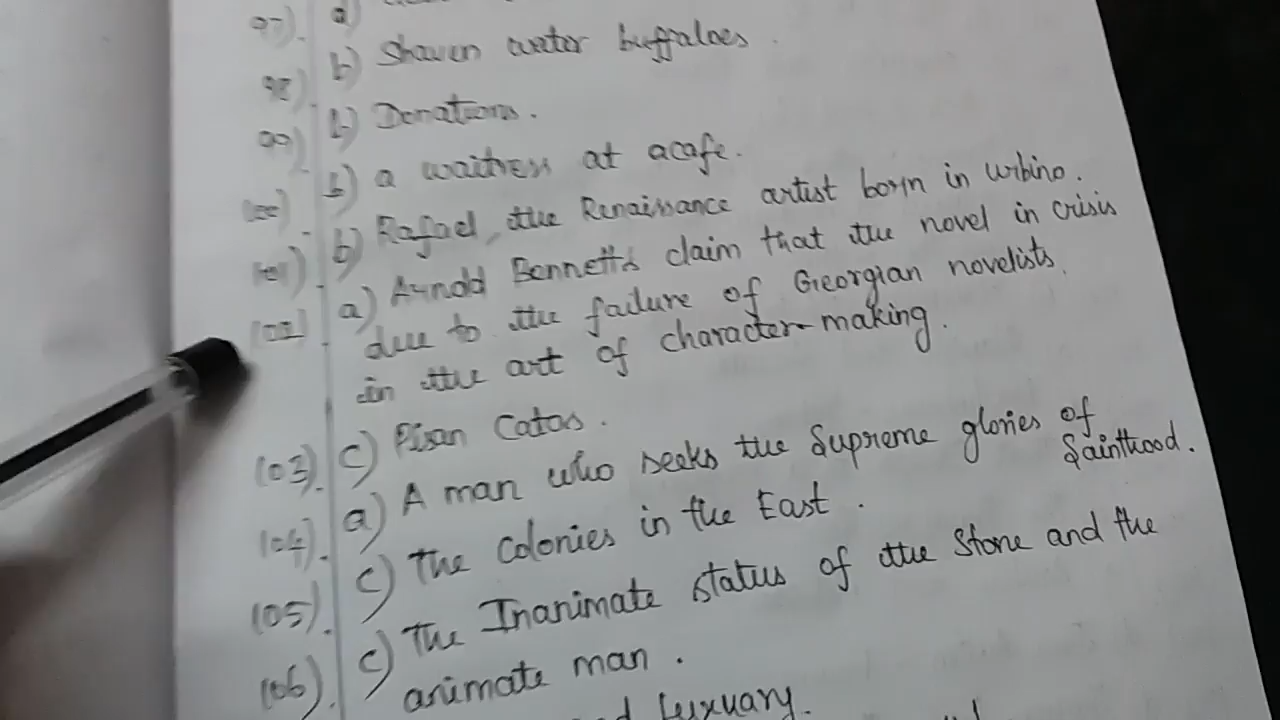 97). a)
98). b) Shaven water buffaloes.
99). b) Donations.
100). b) a waitress at a cafe.
101). b) Rafael, the Renaissance artist born in Urbino.
102). a) Arnold Bennett's claim that the novel in crisis
due to the failure of Georgian novelists.
in the art of character-making.
103). c) Pisan Catos.
104). a) A man who seeks the Supreme glories of
Sainthood.
105). c) The Colonies in the East.
106). c) The Inanimate status of the Stone and the
animate man.
luxuary.